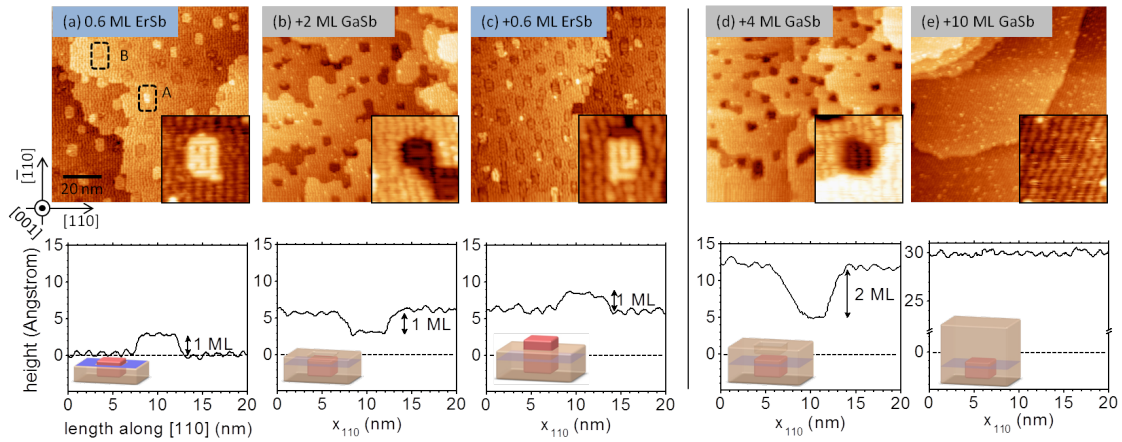 (a) 0.6 ML ErSb
(b) +2 ML GaSb
(c) +0.6 ML ErSb
(d) +4 ML GaSb
(e) +10 ML GaSb
B
A
20 nm
[1̄10]
[110]
[001]
height (Angstrom)
15
10
5
0
1 ML
0 5 10 15 20
length along [110] (nm)
15
10
5
0
1 ML
0 5 10 15 20
x110 (nm)
15
10
5
0
1 ML
0 5 10 15 20
x110 (nm)
15
10
5
0
2 ML
0 5 10 15 20
x110 (nm)
30
25
0
0 5 10 15 20
x110 (nm)